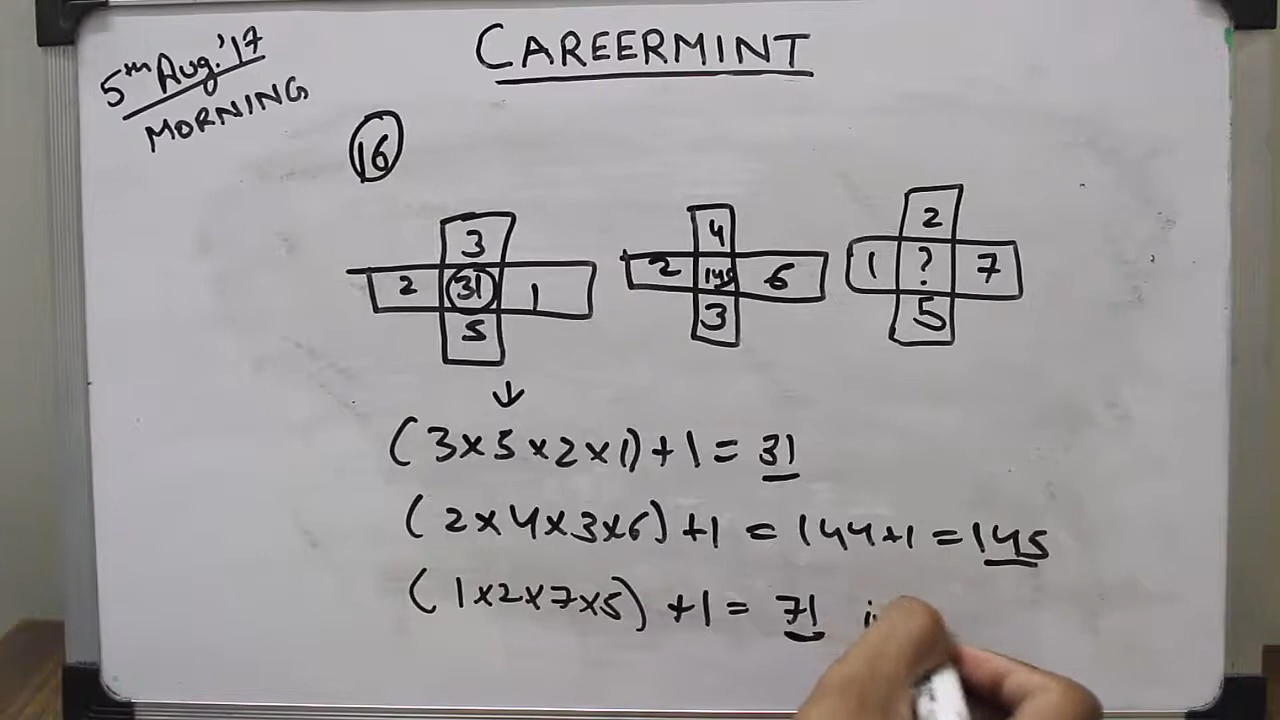 CAREERMINT
5th Aug.'17
MORNING
16
3
2 31 1
5
4
2 145 6
3
2
1 ? 7
5
(3×5×2×1)+1 = 31
(2×4×3×6)+1 = 144+1 = 145
(1×2×7×5)+1 = 71